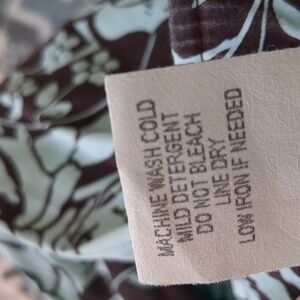 MACHINE WASH COLD
MILD DETERGENT
DO NOT BLEACH
LINE DRY
LOW IRON IF NEEDED